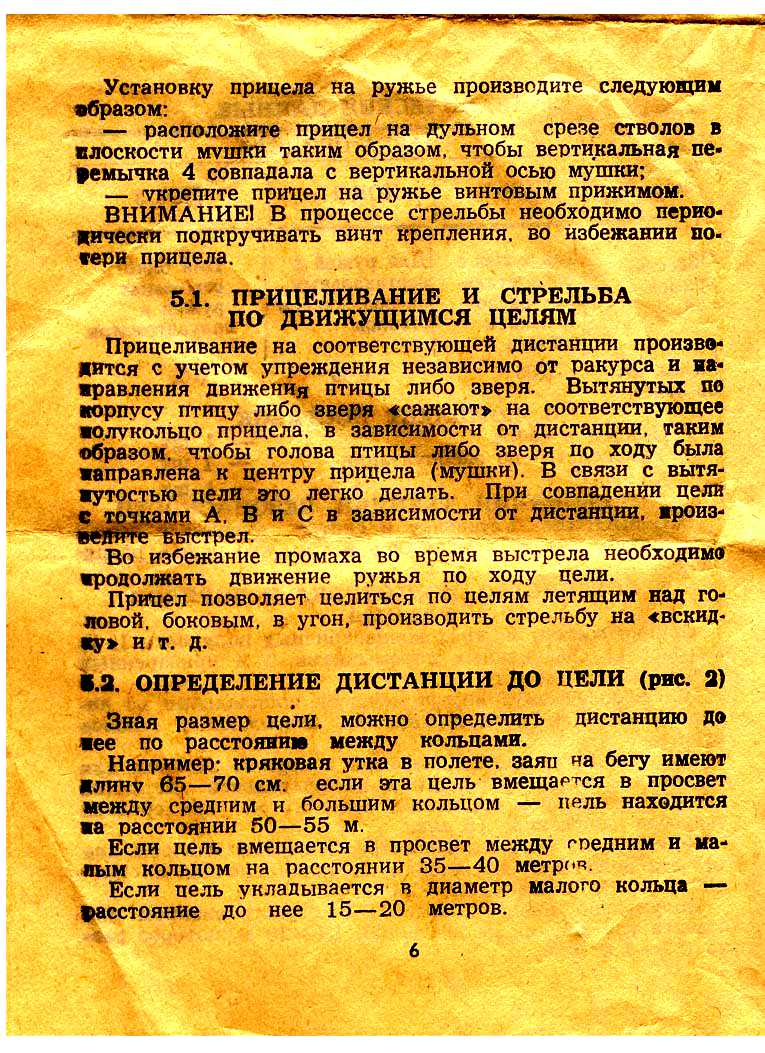 Установку прицела на ружье производите следующим
образом:
— расположите прицел на дульном срезе стволов в
плоскости мушки таким образом, чтобы вертикальная пе-
ремычка 4 совпадала с вертикальной осью мушки;
— укрепите прицел на ружье винтовым прижимом.
ВНИМАНИЕ! В процессе стрельбы необходимо перио-
дически подкручивать винт крепления, во избежании по-
тери прицела.
5.1. ПРИЦЕЛИВАНИЕ И СТРЕЛЬБА
ПО ДВИЖУЩИМСЯ ЦЕЛЯМ
Прицеливание на соответствующей дистанции произво-
дится с учетом упреждения независимо от ракурса и на-
правления движения птицы либо зверя. Вытянутых по
корпусу птицу либо зверя «сажают» на соответствующее
полукольцо прицела, в зависимости от дистанции, таким
образом, чтобы голова птицы либо зверя по ходу была
направлена к центру прицела (мушки). В связи с вытя-
нутостью цели это легко делать. При совпадении цели
с точками А, В и С в зависимости от дистанции, произ-
ведите выстрел.
Во избежание промаха во время выстрела необходимо
продолжать движение ружья по ходу цели.
Прицел позволяет целиться по целям летящим над го-
ловой, боковым, в угон, производить стрельбу на «вскид-
ку» и т. д.
5.2. ОПРЕДЕЛЕНИЕ ДИСТАНЦИИ ДО ЦЕЛИ (рис. 2)
Зная размер цели, можно определить дистанцию до
нее по расстоянию между кольцами.
Например: кряковая утка в полете, заяц на бегу имеют
длину 65—70 см. если эта цель вмещается в просвет
между средним и большим кольцом — цель находится
на расстоянии 50—55 м.
Если цель вмещается в просвет между средним и ма-
лым кольцом на расстоянии 35—40 метров.
Если цель укладывается в диаметр малого кольца —
расстояние до нее 15—20 метров.
6